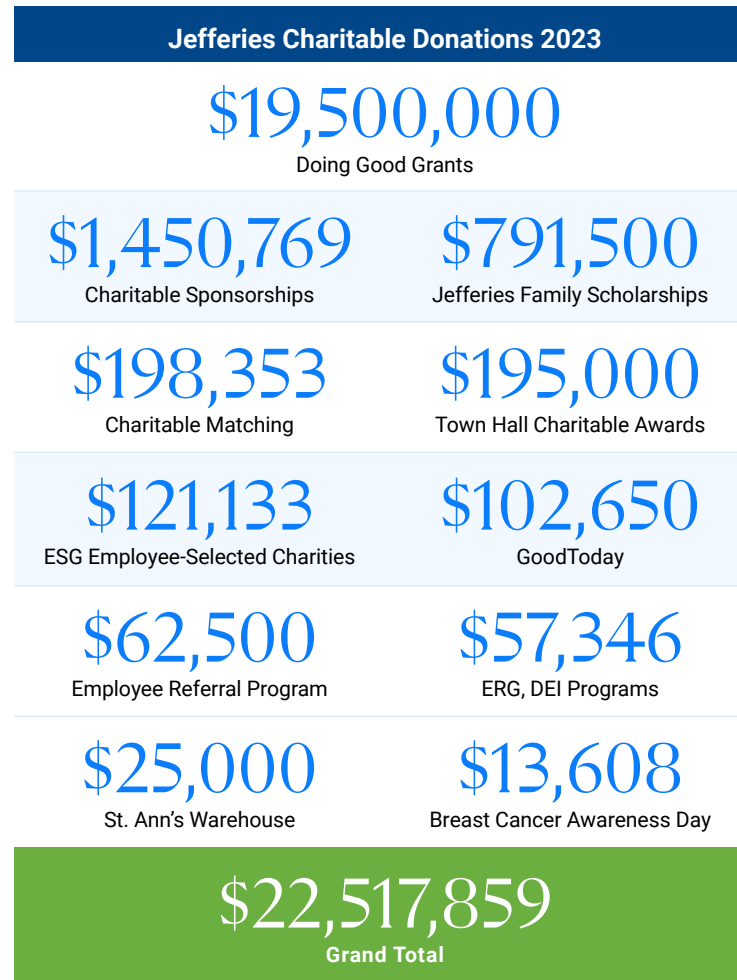 Jefferies Charitable Donations 2023
$19,500,000
Doing Good Grants
$1,450,769
Charitable Sponsorships
$791,500
Jefferies Family Scholarships
$198,353
Charitable Matching
$195,000
Town Hall Charitable Awards
$121,133
ESG Employee-Selected Charities
$102,650
GoodToday
$62,500
Employee Referral Program
$57,346
ERG, DEI Programs
$25,000
St. Ann’s Warehouse
$13,608
Breast Cancer Awareness Day
$22,517,859
Grand Total